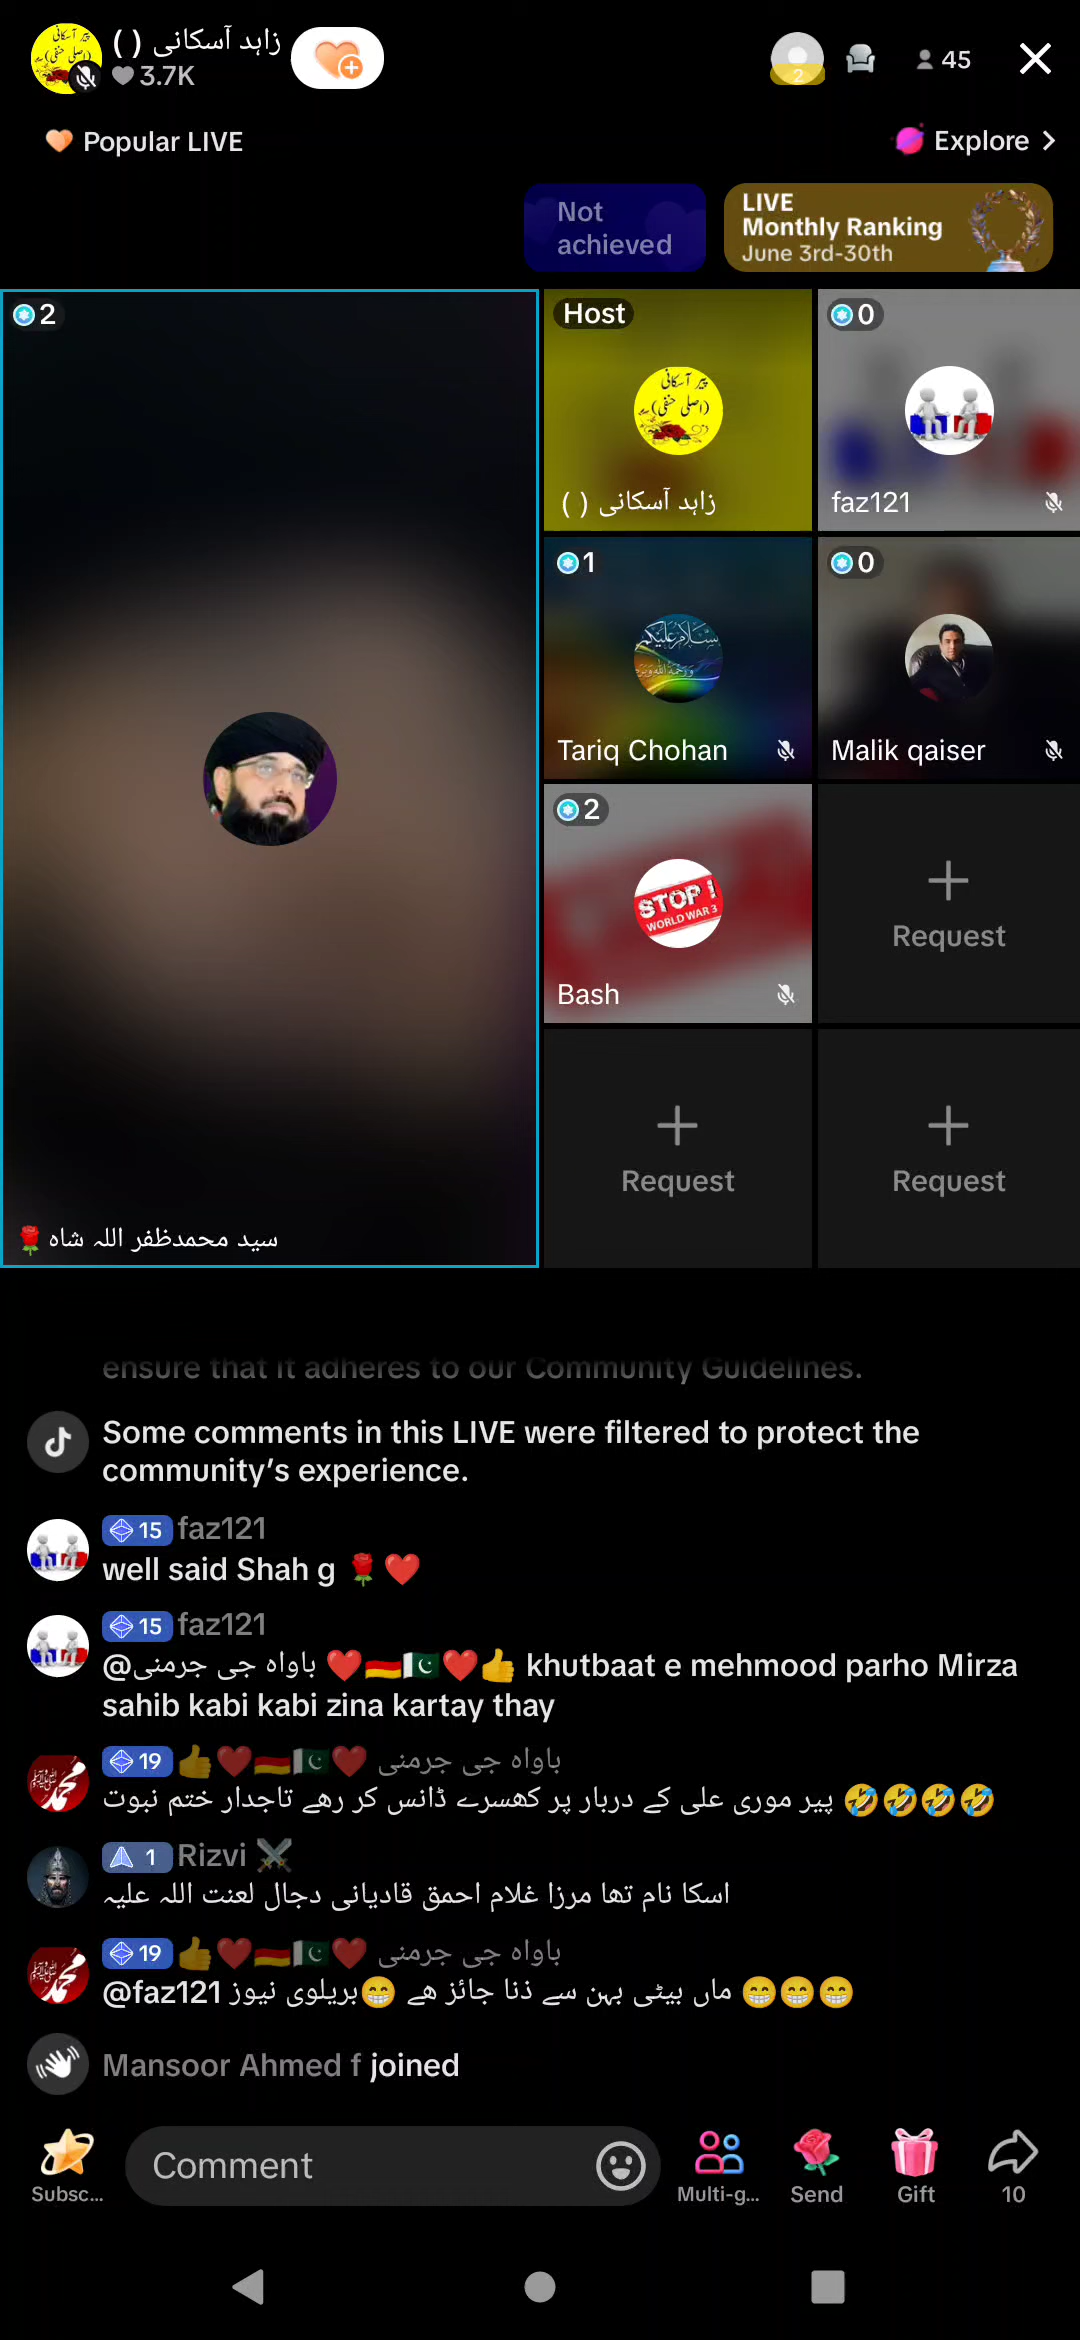 زاہد آسکانی ( )
3.7K
2
45
Popular LIVE
Explore
Not achieved
LIVE
Monthly Ranking
June 3rd-30th
2
Host
پیر آسکانی
(اصلی حنفی)
زاہد آسکانی ( )
0
faz121
1
Tariq Chohan
0
Malik qaiser
2
STOP !
WORLD WAR 3
Bash
Request
Request
Request
سید محمدظفر اللہ شاہ🌹
ensure that it adheres to our Community Guidelines.
Some comments in this LIVE were filtered to protect the
community’s experience.
15 faz121
well said Shah g 🌹❤️
15 faz121
@باواہ جی جرمنی ❤️🇩🇪🇵🇰❤️👍 khutbaat e mehmood parho Mirza
sahib kabi kabi zina kartay thay
19 👍❤️🇩🇪🇵🇰❤️ باواہ جی جرمنی
پیر موری علی کے دربار پر کھسرے ڈانس کر رھے تاجدار ختم نبوت 🤣🤣🤣🤣
1 Rizvi ⚔️
اسکا نام تھا مرزا غلام احمق قادیانی دجال لعنت اللہ علیہ
19 👍❤️🇩🇪🇵🇰❤️ باواہ جی جرمنی
@faz121 ماں بیٹی بہن سے ذنا جائز ھے 😁بریلوی نیوز 😁😁😁
Mansoor Ahmed f joined
Comment
Subsc...
Multi-g...
Send
Gift
10